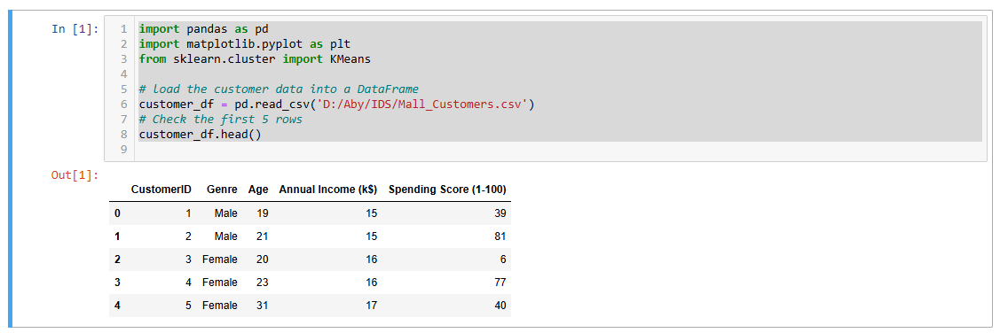 In [1]:
1 import pandas as pd
2 import matplotlib.pyplot as plt
3 from sklearn.cluster import KMeans
4
5 # Load the customer data into a DataFrame
6 customer_df = pd.read_csv('D:/Aby/IDS/Mall_Customers.csv')
7 # Check the first 5 rows
8 customer_df.head()
9
Out[1]:
CustomerID Genre Age Annual Income (k$) Spending Score (1-100)
0 1 Male 19 15 39
1 2 Male 21 15 81
2 3 Female 20 16 6
3 4 Female 23 16 77
4 5 Female 31 17 40